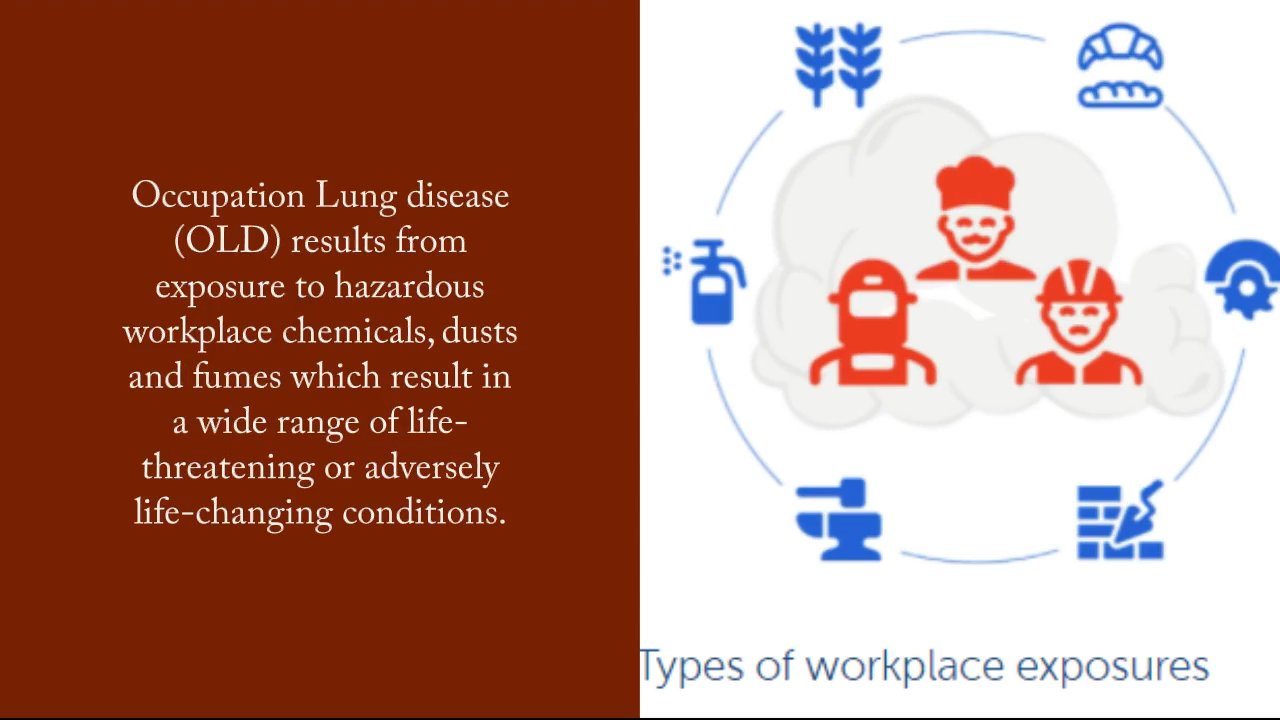 Occupation Lung disease
(OLD) results from
exposure to hazardous
workplace chemicals, dusts
and fumes which result in
a wide range of life-
threatening or adversely
life-changing conditions.
Types of workplace exposures